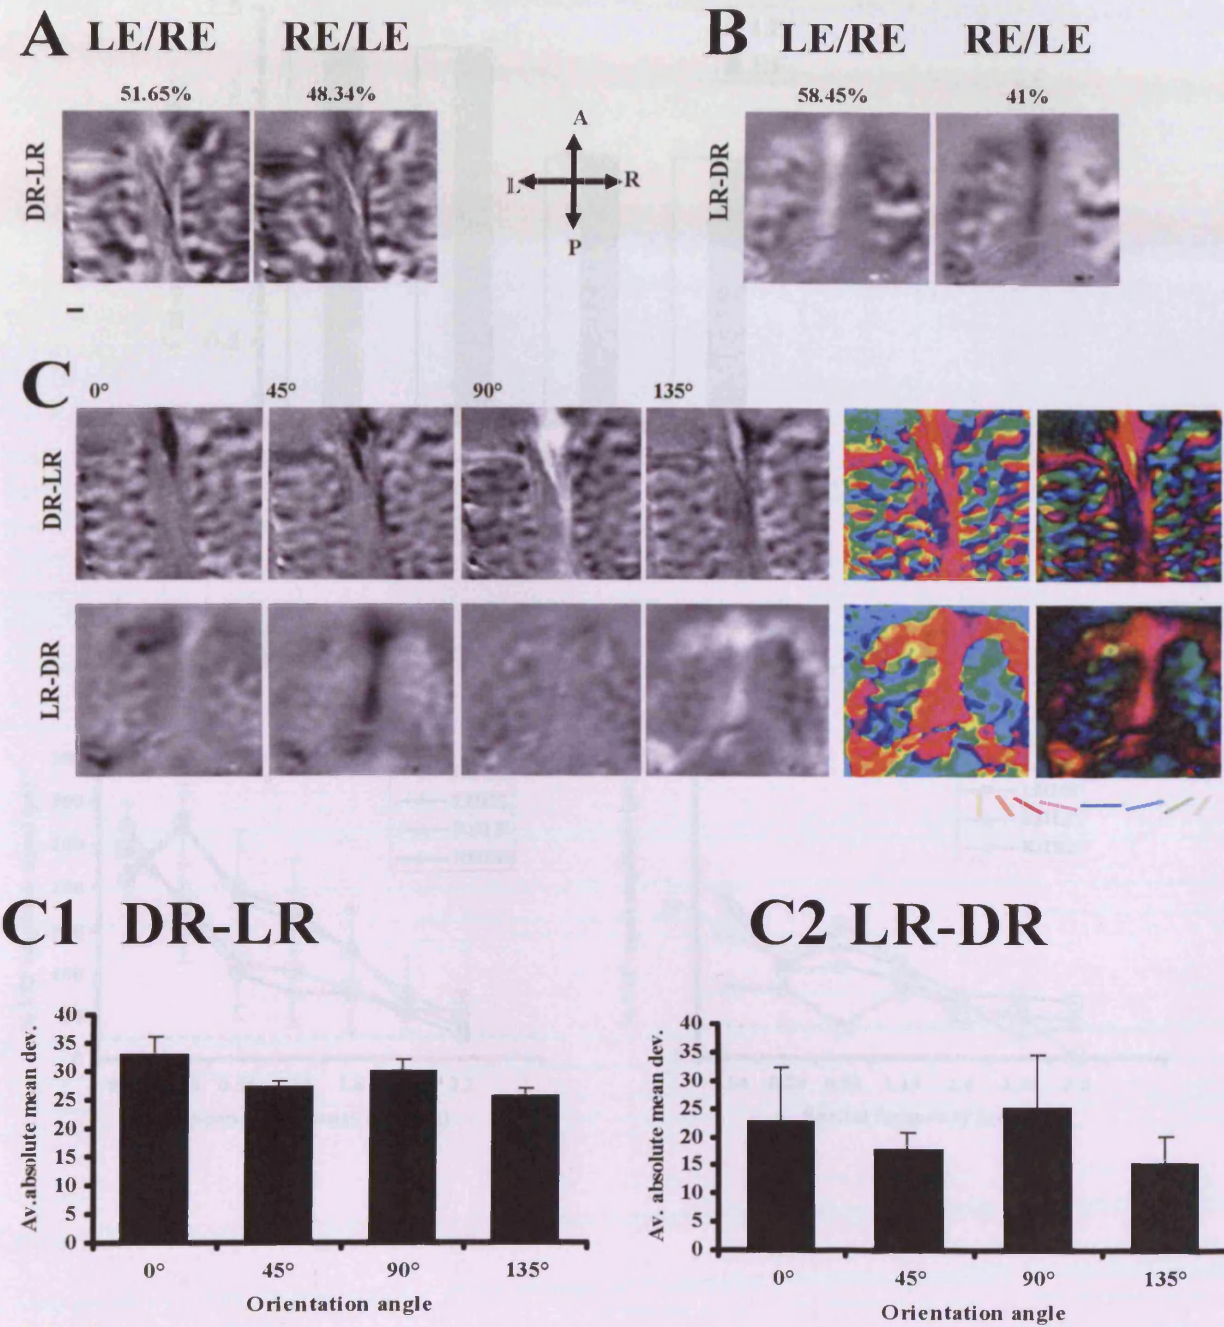 A LE/RE RE/LE
51.65% 48.34%
DR-LR
A
L R
P
B LE/RE RE/LE
58.45% 41%
LR-DR
C
0° 45° 90° 135°
DR-LR
LR-DR
C1 DR-LR
Av.absolute mean dev.
40
35
30
25
20
15
10
5
0
0° 45° 90° 135°
Orientation angle
C2 LR-DR
Av. absolute mean dev.
40
35
30
25
20
15
10
5
0
0° 45° 90° 135°
Orientation angle